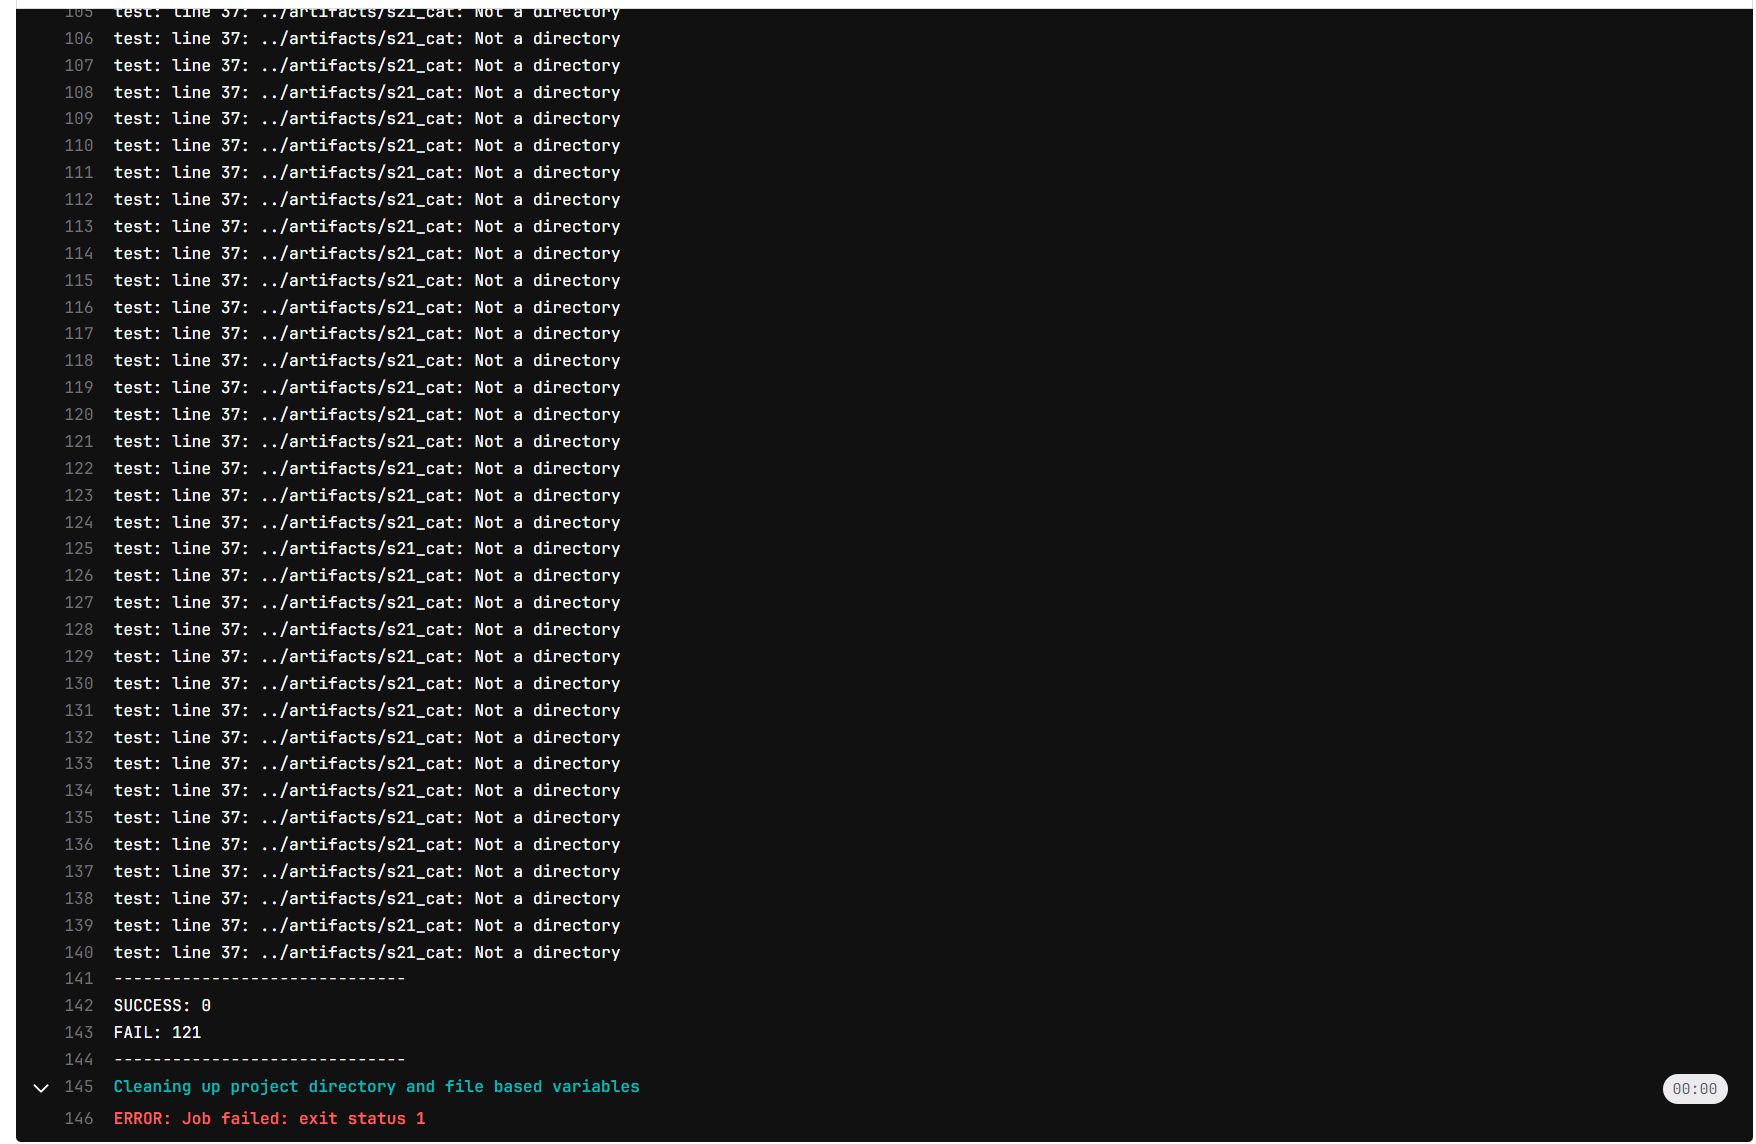 105 test: line 37: ../artifacts/s21_cat: Not a directory
106 test: line 37: ../artifacts/s21_cat: Not a directory
107 test: line 37: ../artifacts/s21_cat: Not a directory
108 test: line 37: ../artifacts/s21_cat: Not a directory
109 test: line 37: ../artifacts/s21_cat: Not a directory
110 test: line 37: ../artifacts/s21_cat: Not a directory
111 test: line 37: ../artifacts/s21_cat: Not a directory
112 test: line 37: ../artifacts/s21_cat: Not a directory
113 test: line 37: ../artifacts/s21_cat: Not a directory
114 test: line 37: ../artifacts/s21_cat: Not a directory
115 test: line 37: ../artifacts/s21_cat: Not a directory
116 test: line 37: ../artifacts/s21_cat: Not a directory
117 test: line 37: ../artifacts/s21_cat: Not a directory
118 test: line 37: ../artifacts/s21_cat: Not a directory
119 test: line 37: ../artifacts/s21_cat: Not a directory
120 test: line 37: ../artifacts/s21_cat: Not a directory
121 test: line 37: ../artifacts/s21_cat: Not a directory
122 test: line 37: ../artifacts/s21_cat: Not a directory
123 test: line 37: ../artifacts/s21_cat: Not a directory
124 test: line 37: ../artifacts/s21_cat: Not a directory
125 test: line 37: ../artifacts/s21_cat: Not a directory
126 test: line 37: ../artifacts/s21_cat: Not a directory
127 test: line 37: ../artifacts/s21_cat: Not a directory
128 test: line 37: ../artifacts/s21_cat: Not a directory
129 test: line 37: ../artifacts/s21_cat: Not a directory
130 test: line 37: ../artifacts/s21_cat: Not a directory
131 test: line 37: ../artifacts/s21_cat: Not a directory
132 test: line 37: ../artifacts/s21_cat: Not a directory
133 test: line 37: ../artifacts/s21_cat: Not a directory
134 test: line 37: ../artifacts/s21_cat: Not a directory
135 test: line 37: ../artifacts/s21_cat: Not a directory
136 test: line 37: ../artifacts/s21_cat: Not a directory
137 test: line 37: ../artifacts/s21_cat: Not a directory
138 test: line 37: ../artifacts/s21_cat: Not a directory
139 test: line 37: ../artifacts/s21_cat: Not a directory
140 test: line 37: ../artifacts/s21_cat: Not a directory
141 ------------------------------
142 SUCCESS: 0
143 FAIL: 121
144 ------------------------------
145 Cleaning up project directory and file based variables 00:00
146 ERROR: Job failed: exit status 1